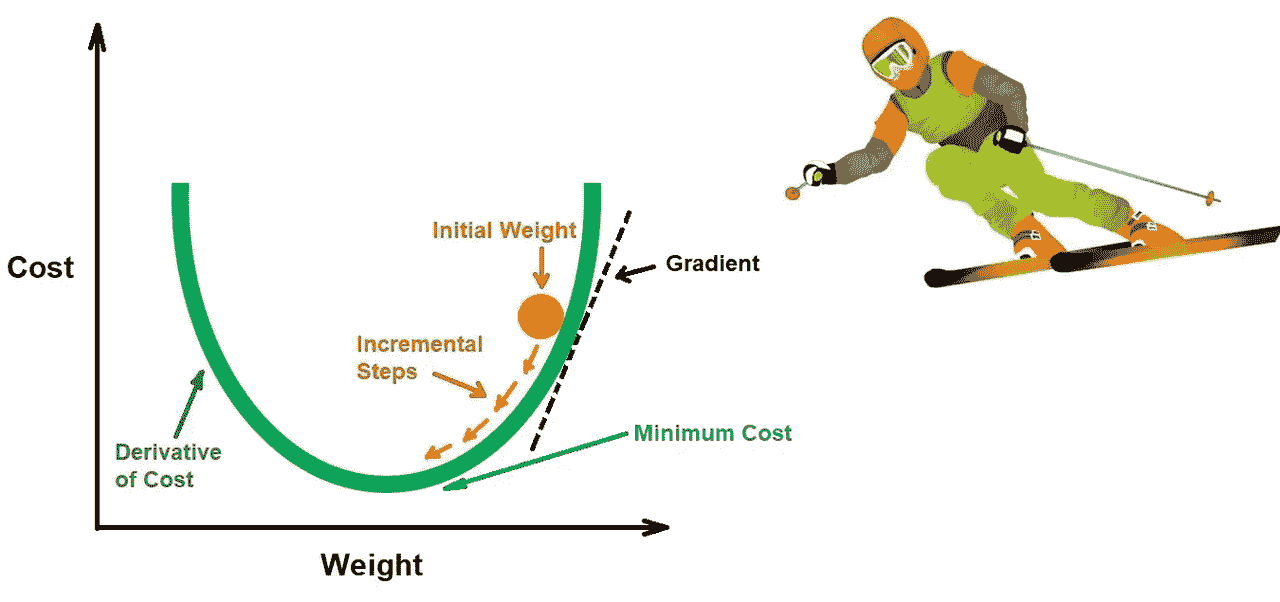 Initial Weight
Cost
Gradient
Incremental
Steps
Minimum Cost
Derivative
of Cost
Weight